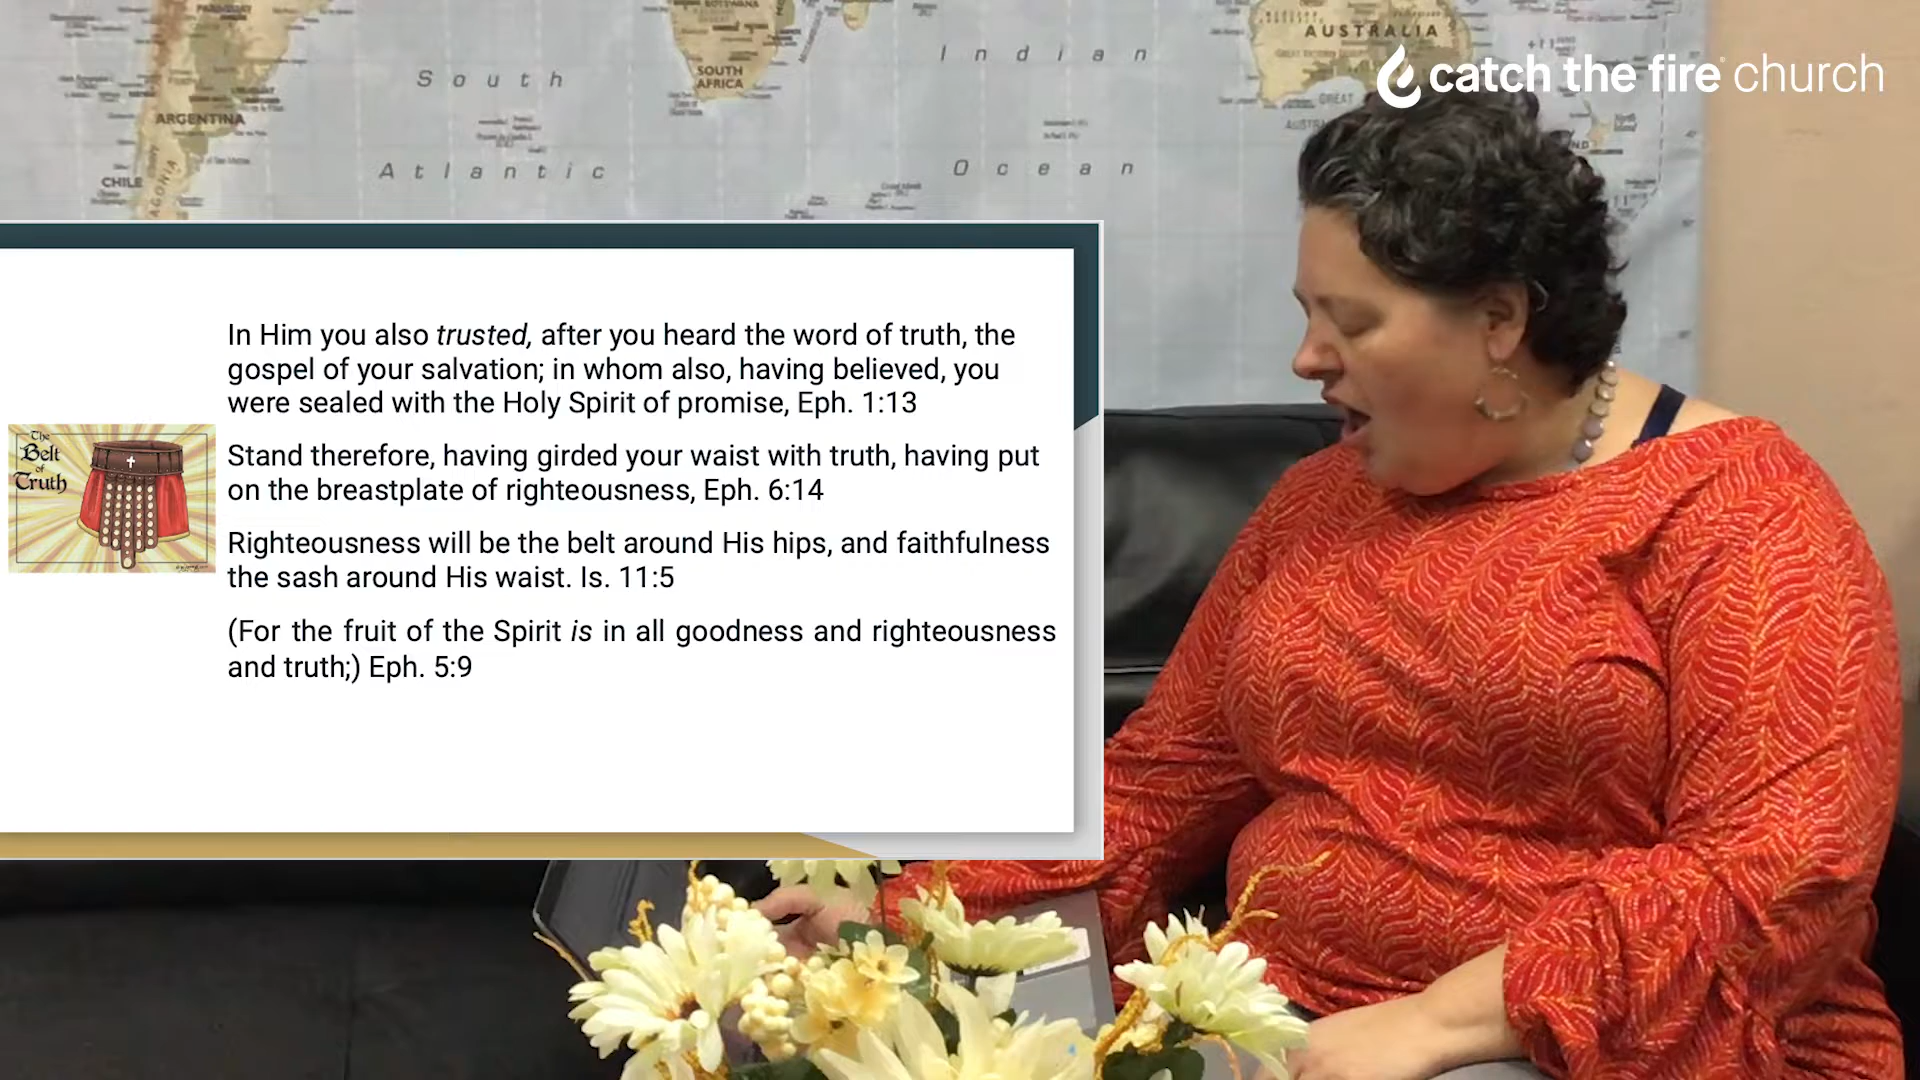 BOTSWANA
AUSTRALIA
Indian
South
SOUTH
AFRICA
GREAT
catch the fire church
ARGENTINA
Atlantic
Ocean
CHILE
In Him you also trusted, after you heard the word of truth, the
gospel of your salvation; in whom also, having believed, you
were sealed with the Holy Spirit of promise, Eph. 1:13
The
Belt
of
Truth
Stand therefore, having girded your waist with truth, having put
on the breastplate of righteousness, Eph. 6:14
Righteousness will be the belt around His hips, and faithfulness
the sash around His waist. Is. 11:5
(For the fruit of the Spirit is in all goodness and righteousness
and truth;) Eph. 5:9